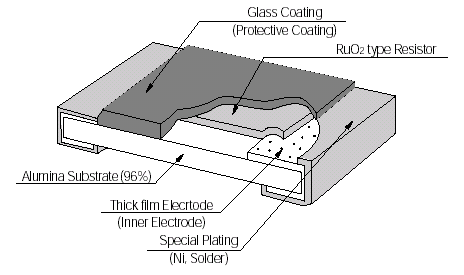 Glass Coating
(Protective Coating)
RuO2 type Resistor
Alumina Substrate (96%)
Thick film Elecrtode
(Inner Electrode)
Special Plating
(Ni, Solder)